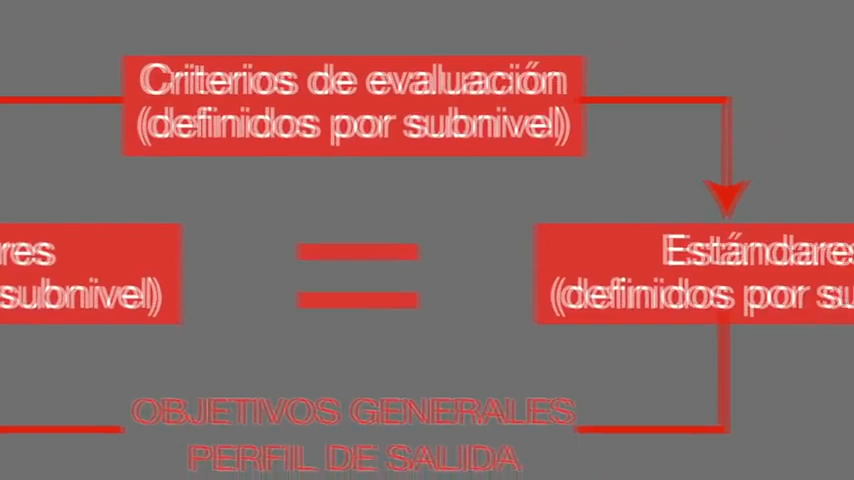 Criterios de evaluación
(definidos por subnivel)
res
subnivel)
Estándares
(definidos por su
OBJETIVOS GENERALES
PERFIL DE SALIDA